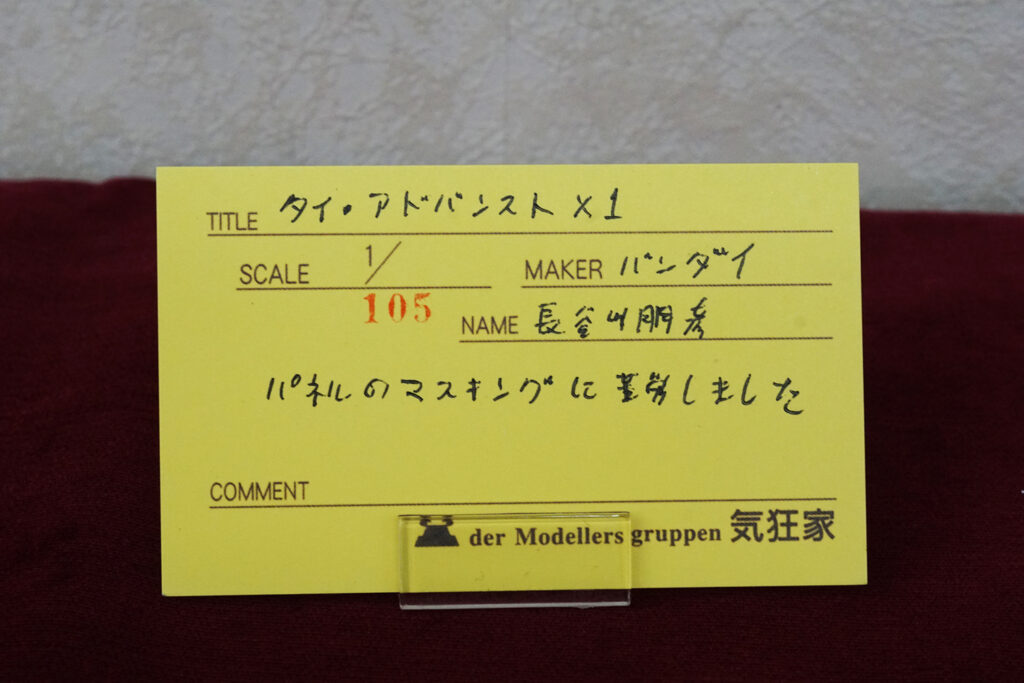 TITLE タイ・アドバンスト X1
SCALE 1/105
MAKER バンダイ
NAME 長谷川朋孝
パネルのマスキングに苦労しました
COMMENT
der Modellers gruppen 気狂家